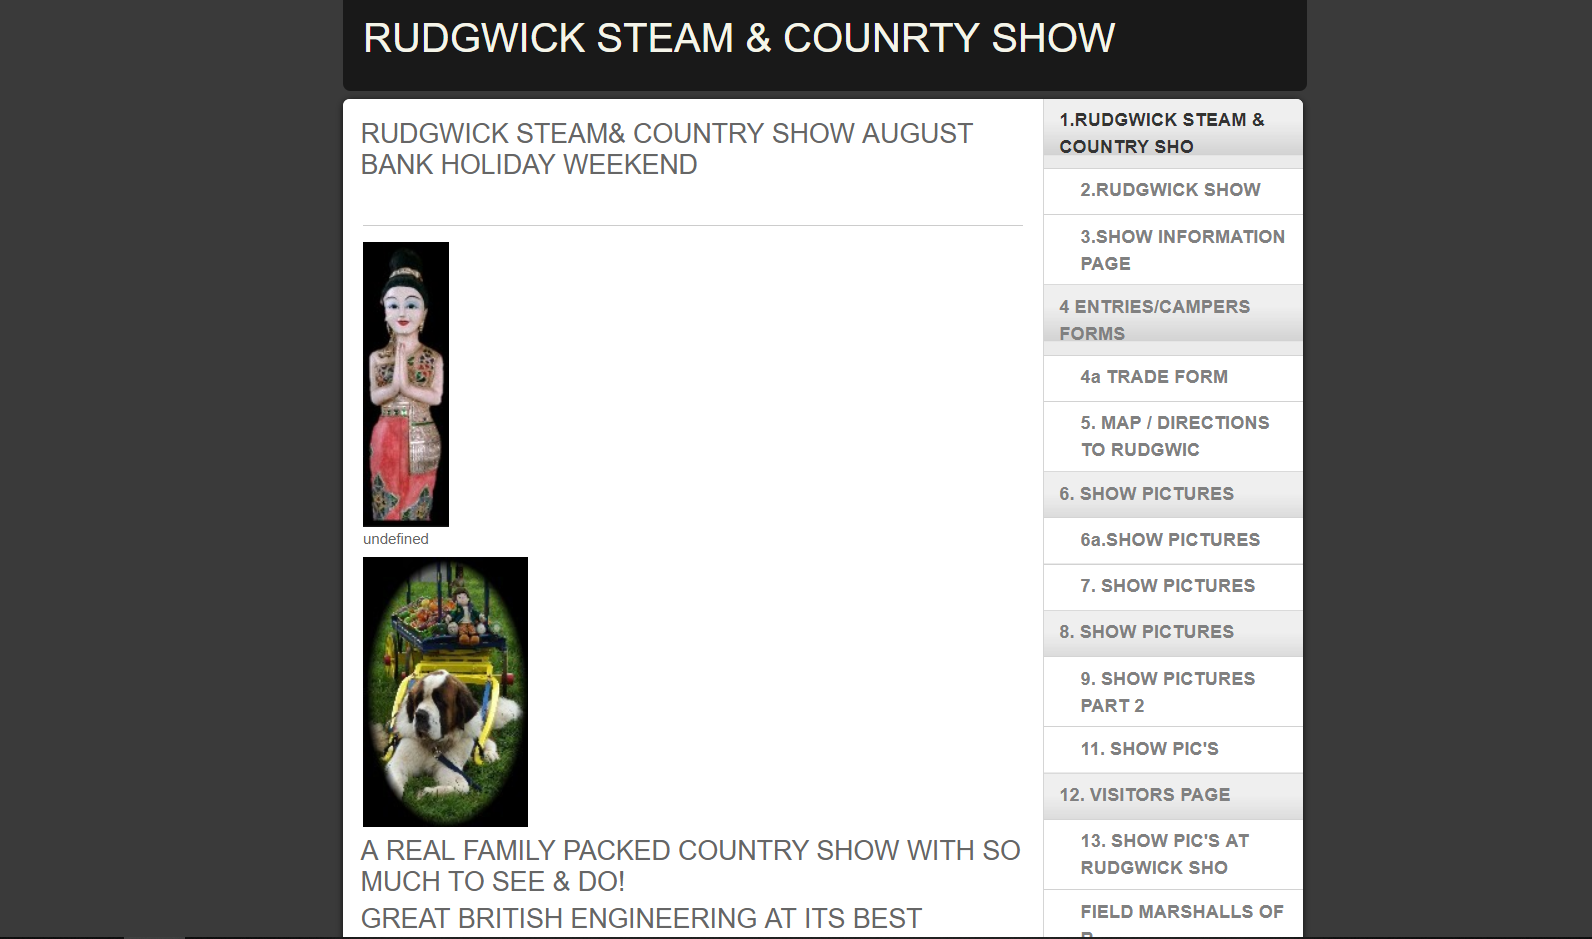 RUDGWICK STEAM & COUNRTY SHOW
RUDGWICK STEAM& COUNTRY SHOW AUGUST
BANK HOLIDAY WEEKEND
undefined
A REAL FAMILY PACKED COUNTRY SHOW WITH SO
MUCH TO SEE & DO!
GREAT BRITISH ENGINEERING AT ITS BEST
1.RUDGWICK STEAM &
COUNTRY SHO
2.RUDGWICK SHOW
3.SHOW INFORMATION
PAGE
4 ENTRIES/CAMPERS
FORMS
4a TRADE FORM
5. MAP / DIRECTIONS
TO RUDGWIC
6. SHOW PICTURES
6a.SHOW PICTURES
7. SHOW PICTURES
8. SHOW PICTURES
9. SHOW PICTURES
PART 2
11. SHOW PIC'S
12. VISITORS PAGE
13. SHOW PIC'S AT
RUDGWICK SHO
FIELD MARSHALLS OF